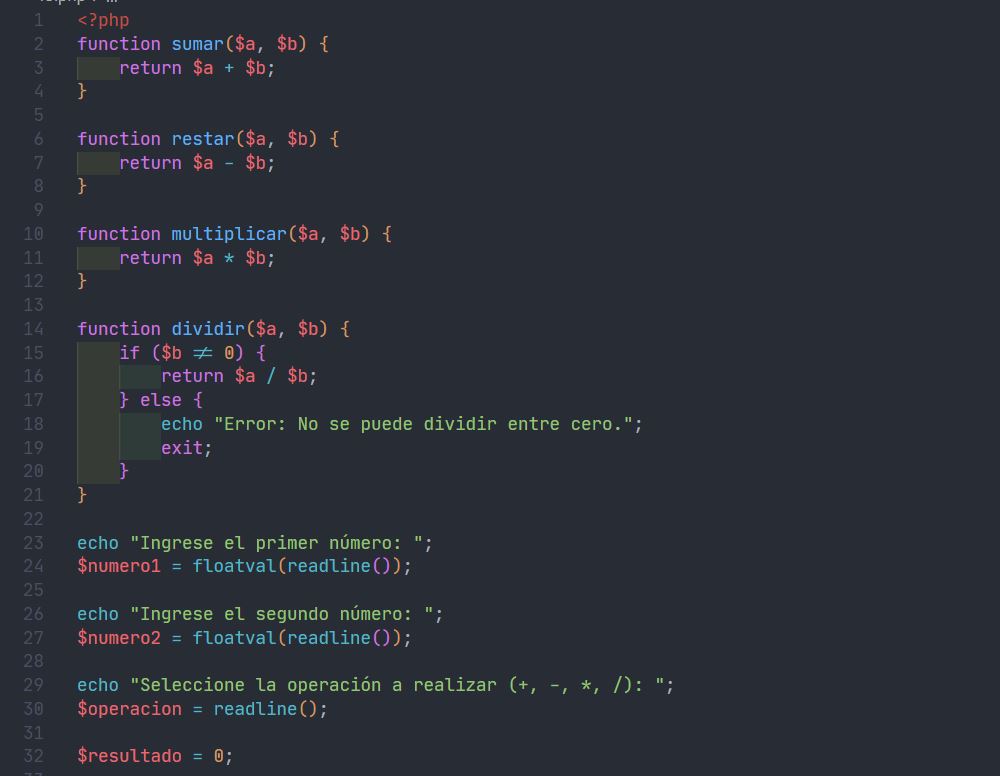 1 <?php
2 function sumar($a, $b) {
3 return $a + $b;
4 }
5
6 function restar($a, $b) {
7 return $a - $b;
8 }
9
10 function multiplicar($a, $b) {
11 return $a * $b;
12 }
13
14 function dividir($a, $b) {
15 if ($b ≠ 0) {
16 return $a / $b;
17 } else {
18 echo "Error: No se puede dividir entre cero.";
19 exit;
20 }
21 }
22
23 echo "Ingrese el primer número: ";
24 $numero1 = floatval(readline());
25
26 echo "Ingrese el segundo número: ";
27 $numero2 = floatval(readline());
28
29 echo "Seleccione la operación a realizar (+, -, *, /): ";
30 $operacion = readline();
31
32 $resultado = 0;